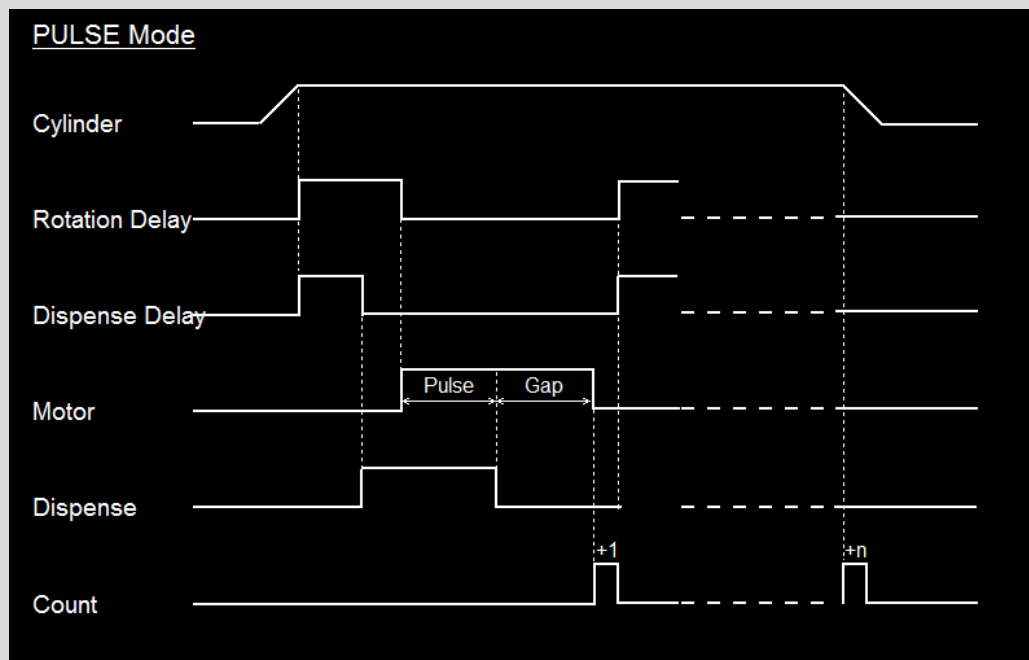 PULSE Mode
Cylinder
Rotation Delay
Dispense Delay
Pulse Gap
Motor
Dispense
+1 +n
Count